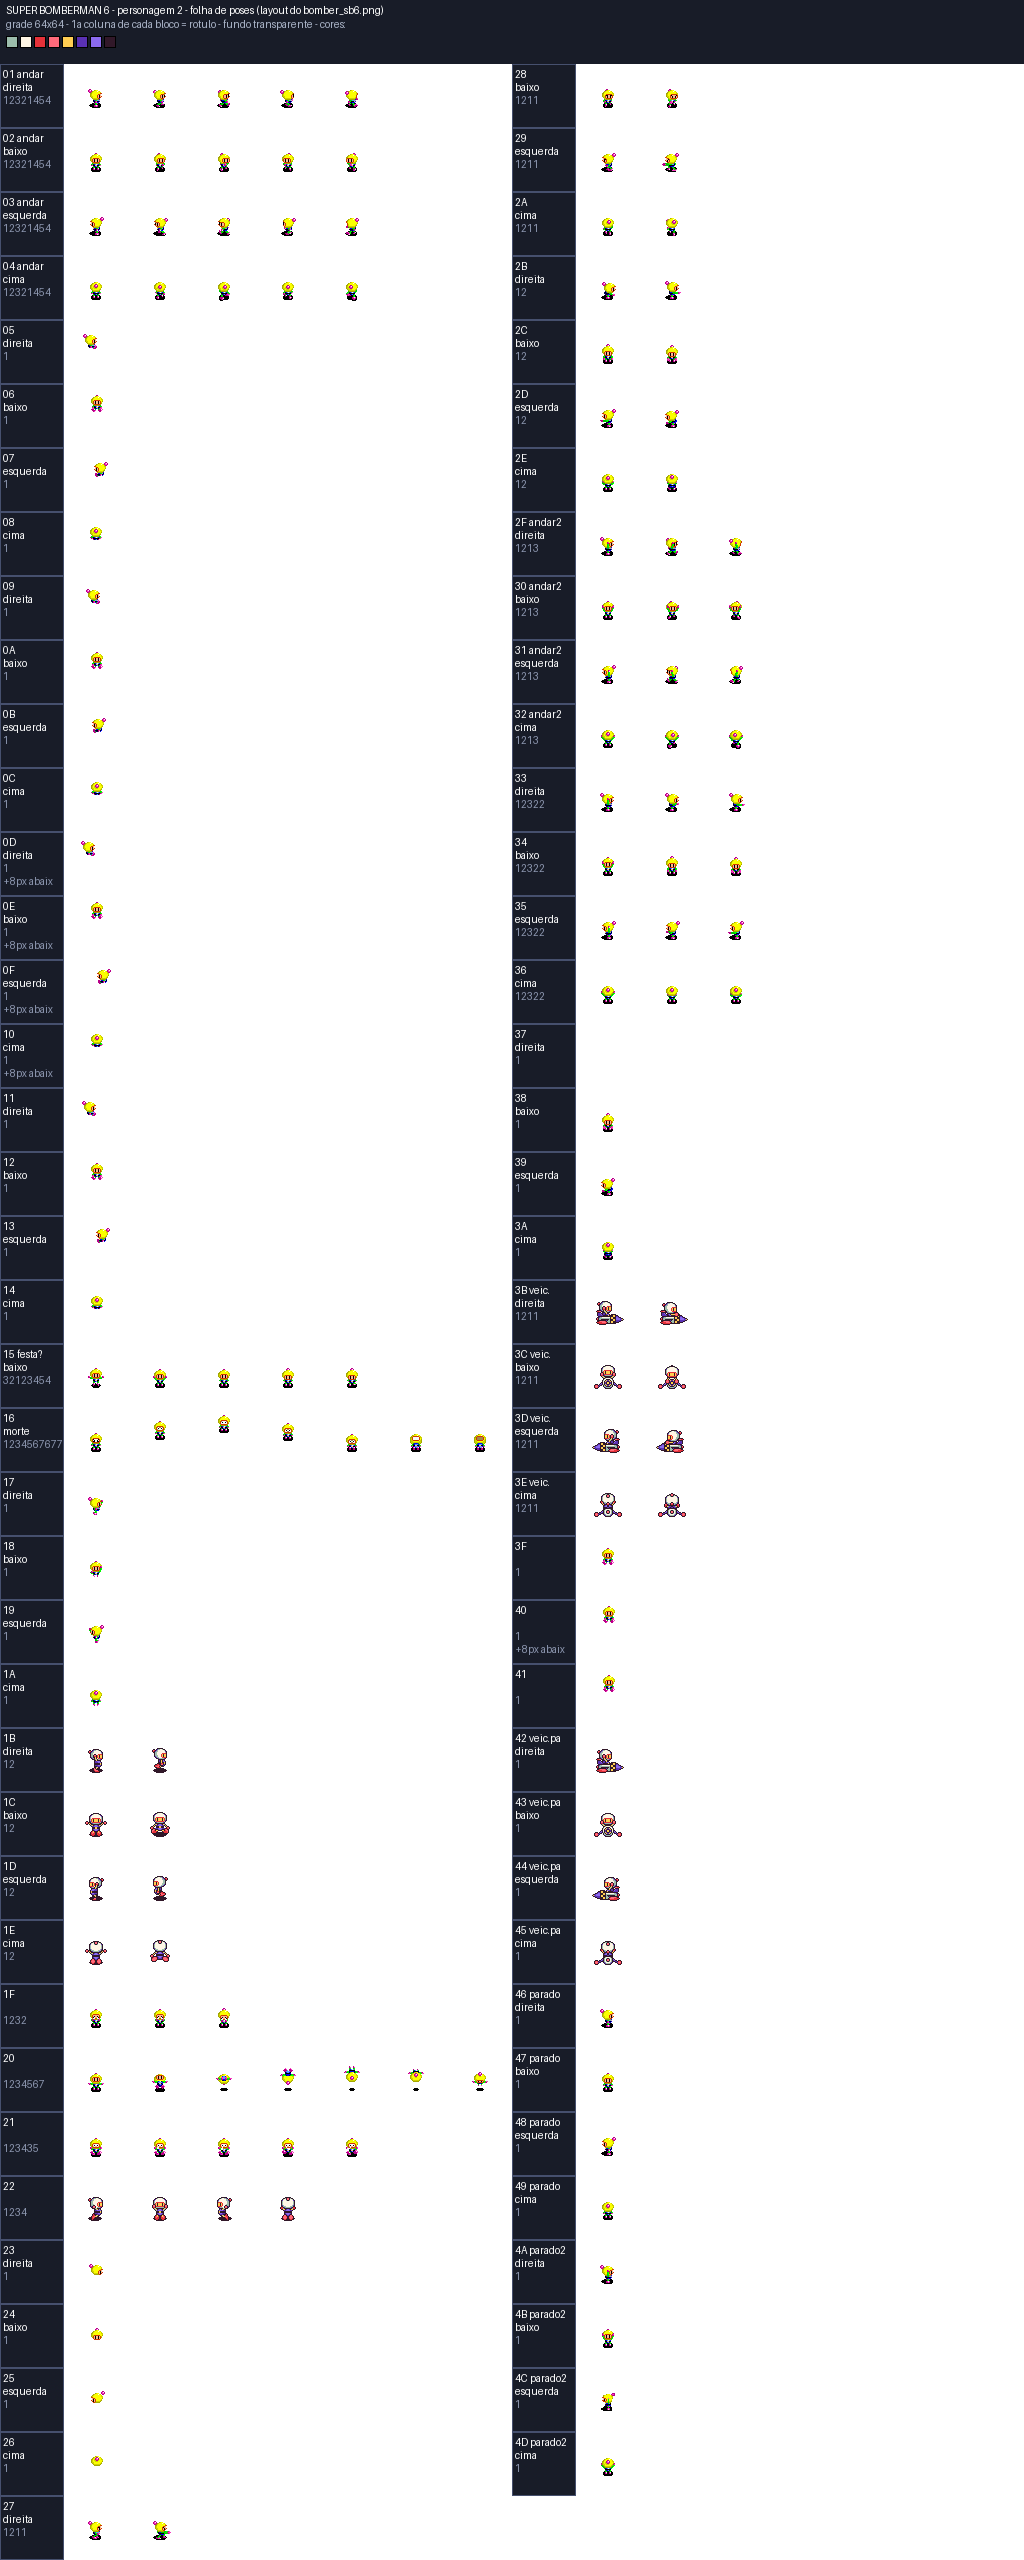 SUPER BOMBERMAN 6 - personagem 2 - folha de poses (layout do bomber_sb6.png)
grade 64x64 - 1a coluna de cada bloco = rotulo - fundo transparente - cores:
01 andar
direita
12321454
02 andar
baixo
12321454
03 andar
esquerda
12321454
04 andar
cima
12321454
05
direita
1
06
baixo
1
07
esquerda
1
08
cima
1
09
direita
1
0A
baixo
1
0B
esquerda
1
0C
cima
1
0D
direita
1
+8px abaix
0E
baixo
1
+8px abaix
0F
esquerda
1
+8px abaix
10
cima
1
+8px abaix
11
direita
1
12
baixo
1
13
esquerda
1
14
cima
1
15 festa?
baixo
32123454
16
morte
1234567677
17
direita
1
18
baixo
1
19
esquerda
1
1A
cima
1
1B
direita
12
1C
baixo
12
1D
esquerda
12
1E
cima
12
1F
1232
20
1234567
21
123435
22
1234
23
direita
1
24
baixo
1
25
esquerda
1
26
cima
1
27
direita
1211
28
baixo
1211
29
esquerda
1211
2A
cima
1211
2B
direita
12
2C
baixo
12
2D
esquerda
12
2E
cima
12
2F andar2
direita
1213
30 andar2
baixo
1213
31 andar2
esquerda
1213
32 andar2
cima
1213
33
direita
12322
34
baixo
12322
35
esquerda
12322
36
cima
12322
37
direita
1
38
baixo
1
39
esquerda
1
3A
cima
1
3B veic.
direita
1211
3C veic.
baixo
1211
3D veic.
esquerda
1211
3E veic.
cima
1211
3F
1
40
1
+8px abaix
41
1
42 veic.pa
direita
1
43 veic.pa
baixo
1
44 veic.pa
esquerda
1
45 veic.pa
cima
1
46 parado
direita
1
47 parado
baixo
1
48 parado
esquerda
1
49 parado
cima
1
4A parado2
direita
1
4B parado2
baixo
1
4C parado2
esquerda
1
4D parado2
cima
1